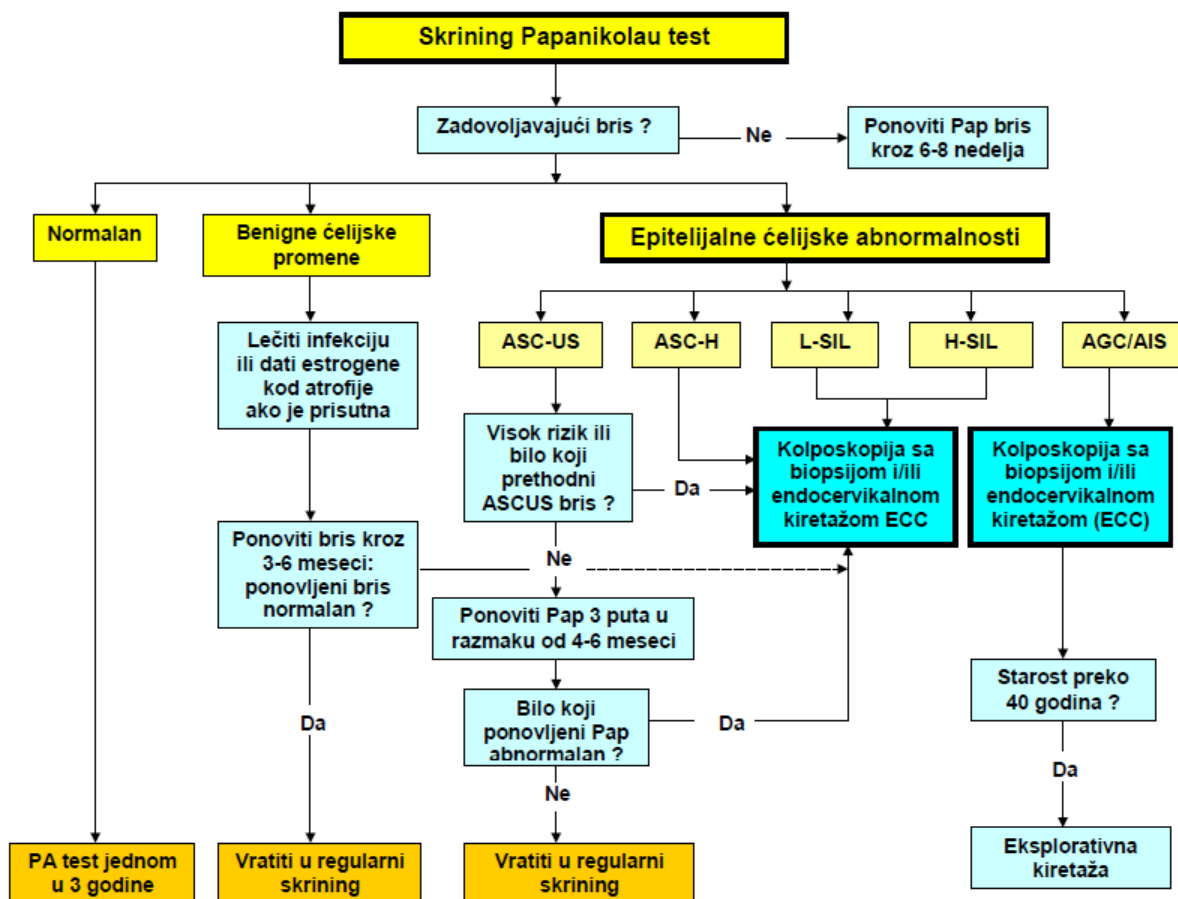 Skrining Papanikolau test
Zadovoljavajući bris ?
Ne
Ponoviti Pap bris
kroz 6-8 nedelja
Normalan
Benigne ćelijske
promene
Epitelijalne ćelijske abnormalnosti
Lečiti infekciju
ili dati estrogene
kod atrofije
ako je prisutna
ASC-US
ASC-H
L-SIL
H-SIL
AGC/AIS
Visok rizik ili
bilo koji
prethodni
ASCUS bris ?
Da
Kolposkopija sa
biopsijom i/ili
endocervikalnom
kiretažom ECC
Kolposkopija sa
biopsijom i/ili
endocervikalnom
kiretažom (ECC)
Ponoviti bris kroz
3-6 meseci:
ponovljeni bris
normalan ?
Ne
Ponoviti Pap 3 puta u
razmaku od 4-6 meseci
Starost preko
40 godina ?
Da
Bilo koji
ponovljeni Pap
abnormalan ?
Da
Da
Ne
PA test jednom
u 3 godine
Vratiti u regularni
skrining
Vratiti u regularni
skrining
Eksplorativna
kiretaža